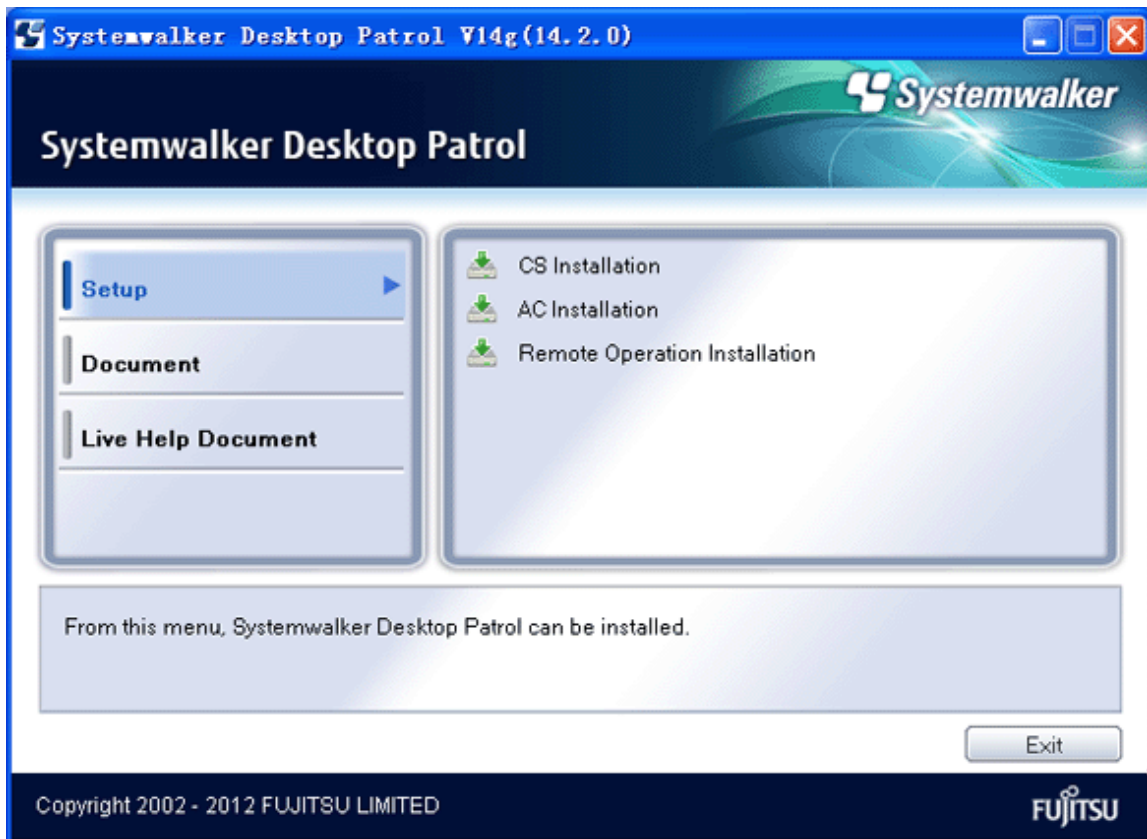 Systemwalker Desktop Patrol V14g(14.2.0)
Systemwalker
Systemwalker Desktop Patrol
Setup
Document
Live Help Document
CS Installation
AC Installation
Remote Operation Installation
From this menu, Systemwalker Desktop Patrol can be installed.
Exit
Copyright 2002 - 2012 FUJITSU LIMITED
FUJITSU